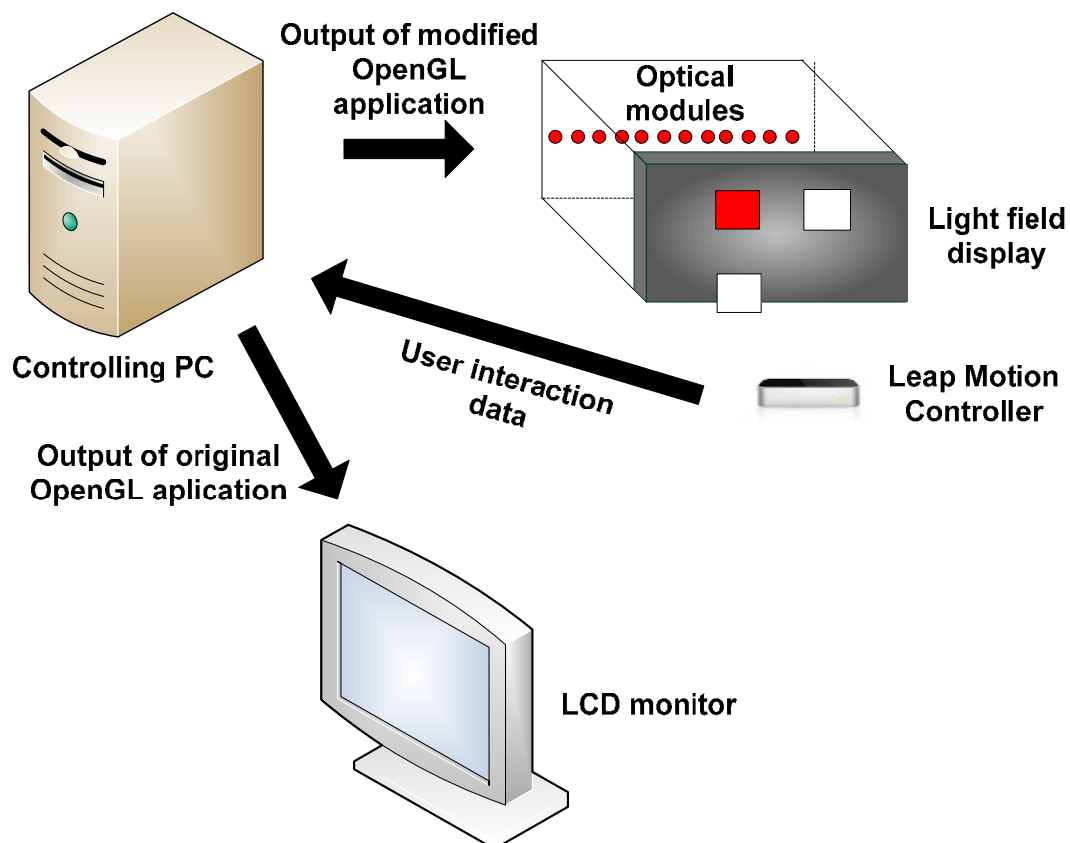 Output of modified
OpenGL
application
Optical
modules
Light field
display
Controlling PC
User interaction
data
Leap Motion
Controller
Output of original
OpenGL aplication
LCD monitor